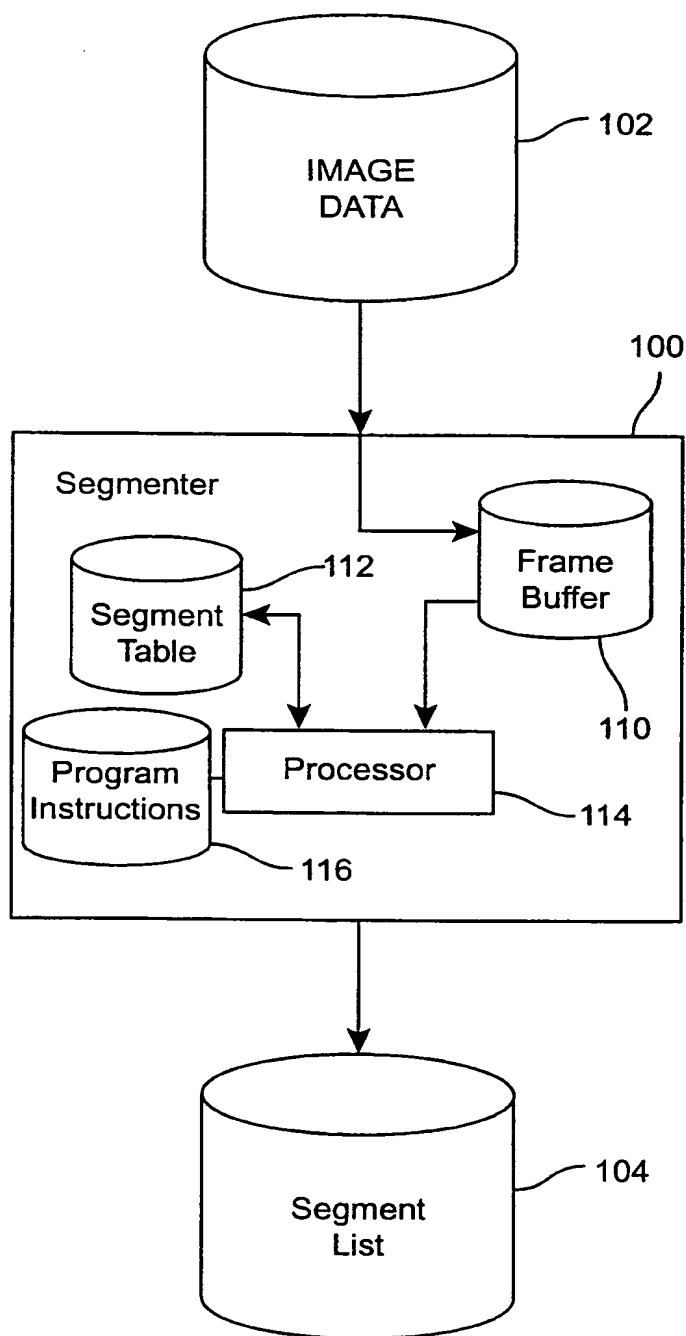 102
IMAGE
DATA
100
Segmenter
112
Frame
Buffer
Segment
Table
110
Program
Instructions
Processor
114
116
104
Segment
List